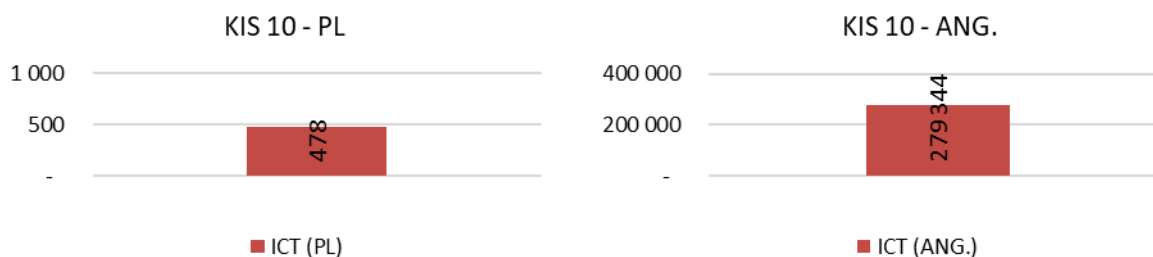 KIS 10 - PL
1 000
500
-
478
ICT (PL)
KIS 10 - ANG.
400 000
200 000
-
279 344
ICT (ANG.)